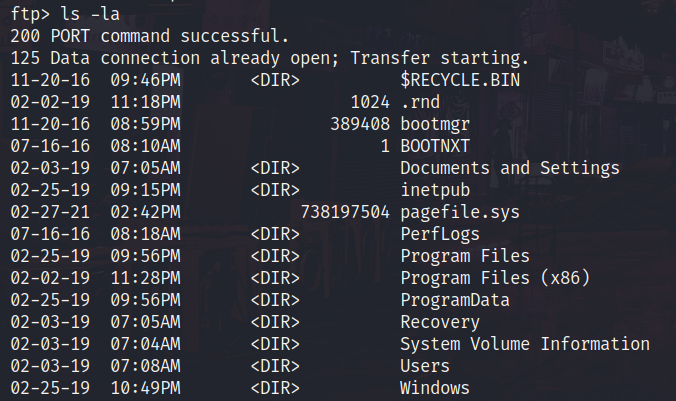 ftp> ls -la
200 PORT command successful.
125 Data connection already open; Transfer starting.
11-20-16  09:46PM       <DIR>          $RECYCLE.BIN
02-02-19  11:18PM                 1024 .rnd
11-20-16  08:59PM               389408 bootmgr
07-16-16  08:10AM                    1 BOOTNXT
02-03-19  07:05AM       <DIR>          Documents and Settings
02-25-19  09:15PM       <DIR>          inetpub
02-27-21  02:42PM            738197504 pagefile.sys
07-16-16  08:18AM       <DIR>          PerfLogs
02-25-19  09:56PM       <DIR>          Program Files
02-02-19  11:28PM       <DIR>          Program Files (x86)
02-25-19  09:56PM       <DIR>          ProgramData
02-03-19  07:05AM       <DIR>          Recovery
02-03-19  07:04AM       <DIR>          System Volume Information
02-03-19  07:08AM       <DIR>          Users
02-25-19  10:49PM       <DIR>          Windows